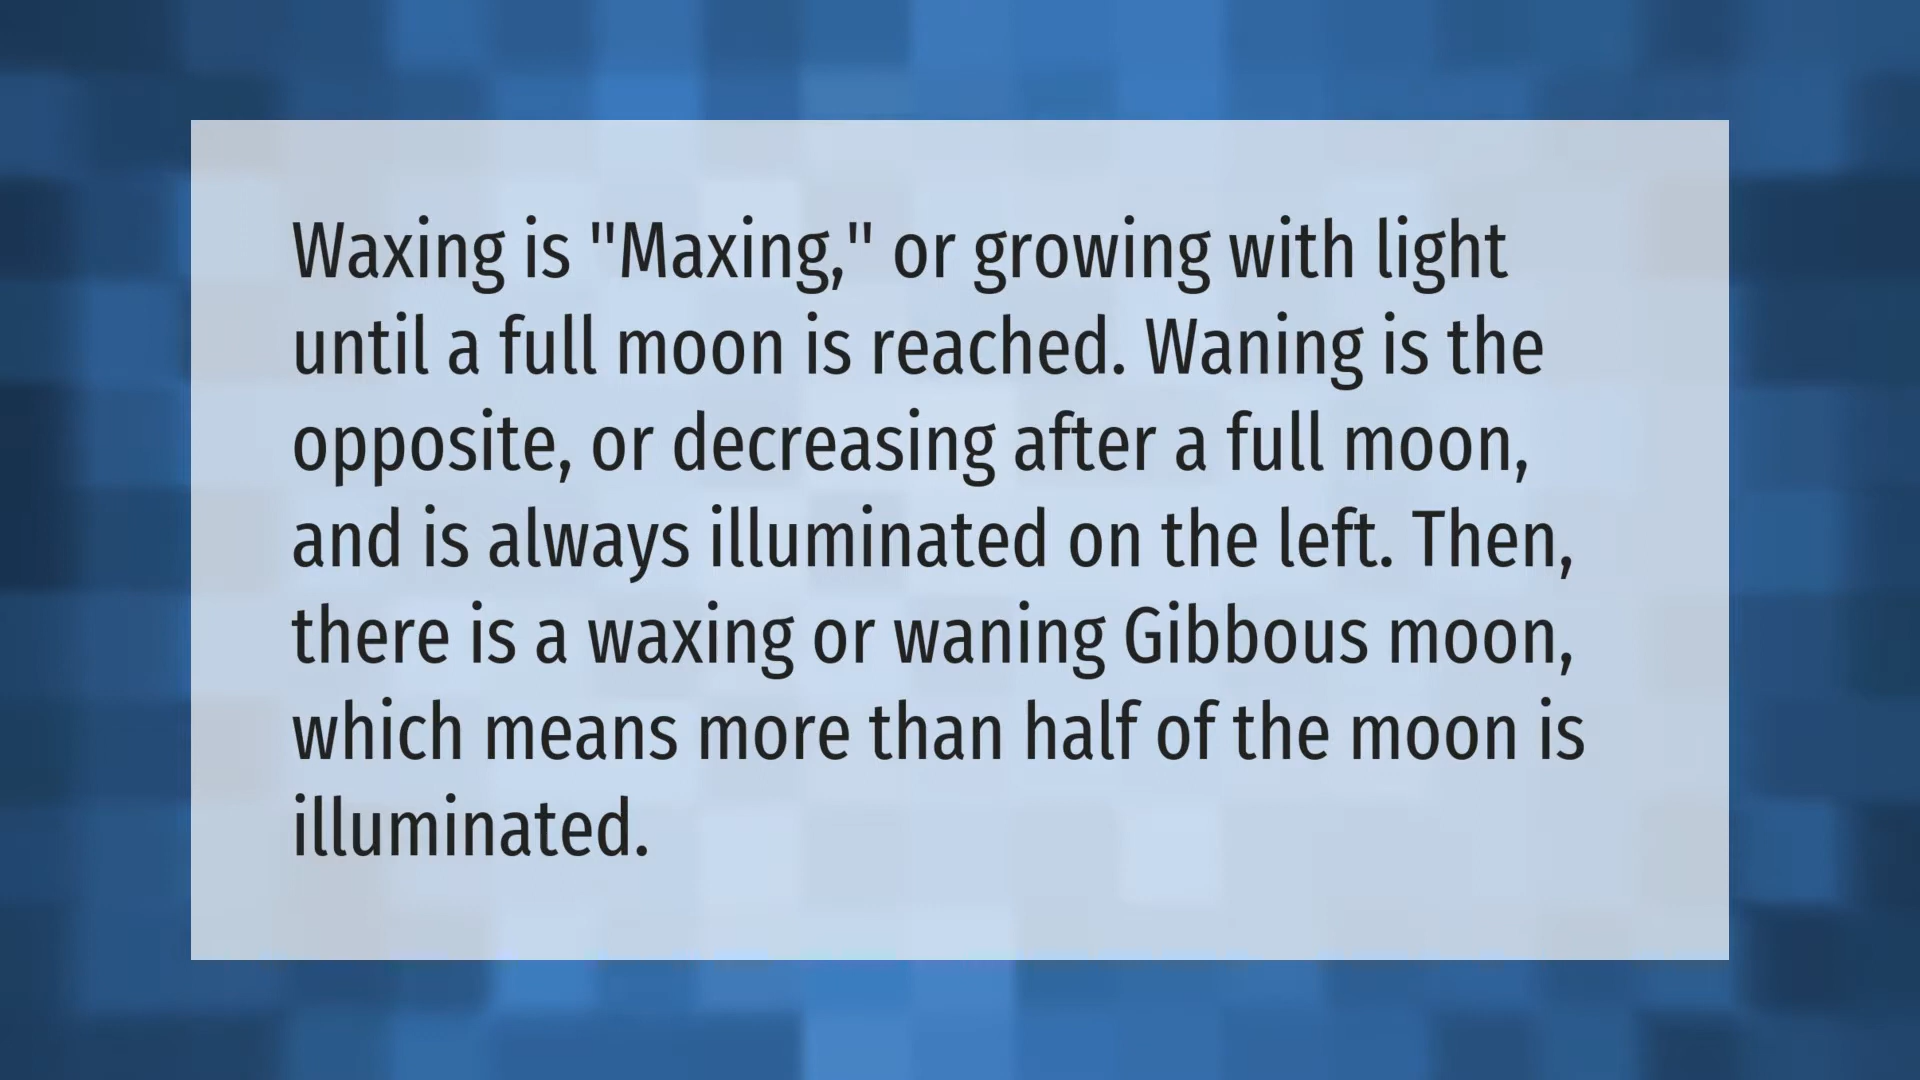 Waxing is "Maxing," or growing with light
until a full moon is reached. Waning is the
opposite, or decreasing after a full moon,
and is always illuminated on the left. Then,
there is a waxing or waning Gibbous moon,
which means more than half of the moon is
illuminated.